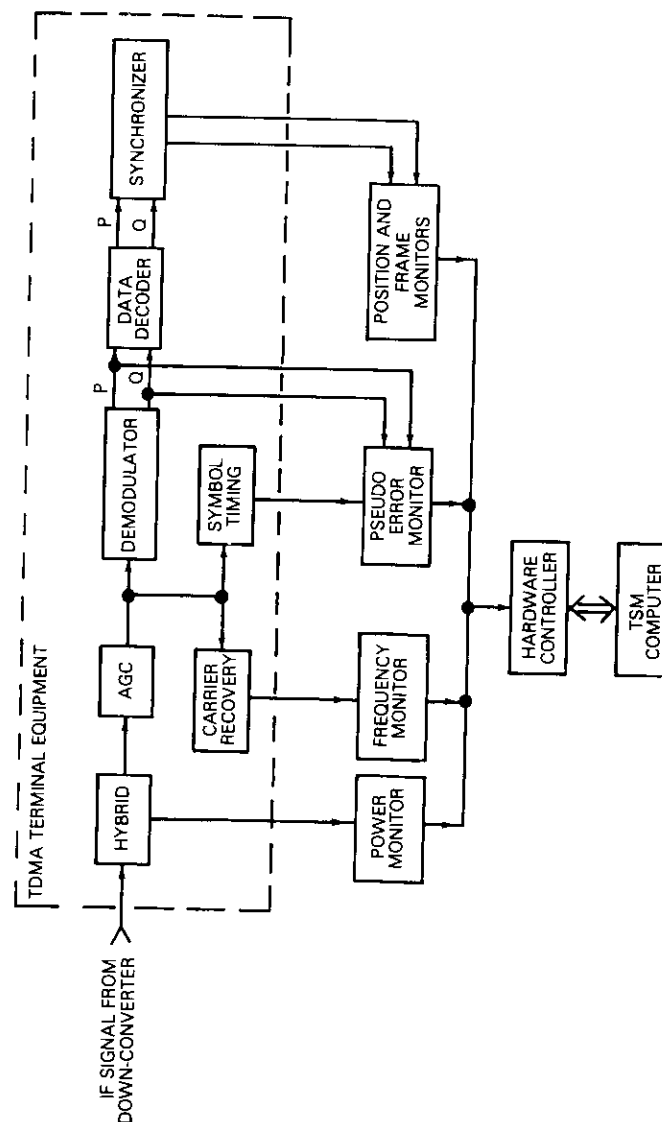 TDMA TERMINAL EQUIPMENT
IF SIGNAL FROM
DOWN-CONVERTER
HYBRID
AGC
DEMODULATOR
P
Q
DATA
DECODER
P
Q
SYNCHRONIZER
CARRIER
RECOVERY
SYMBOL
TIMING
POWER
MONITOR
FREQUENCY
MONITOR
PSEUDO
ERROR
MONITOR
POSITION AND
FRAME
MONITORS
HARDWARE
CONTROLLER
TSM
COMPUTER